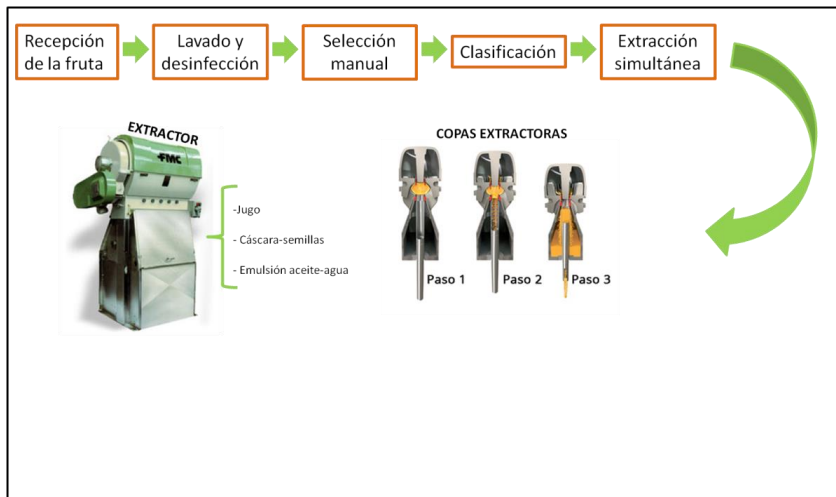 Recepción
de la fruta
Lavado y
desinfección
Selección
manual
Clasificación
Extracción
simultánea
EXTRACTOR
FMC
-Jugo
- Cáscara-semillas
- Emulsión aceite-agua
COPAS EXTRACTORAS
Paso 1
Paso 2
Paso 3